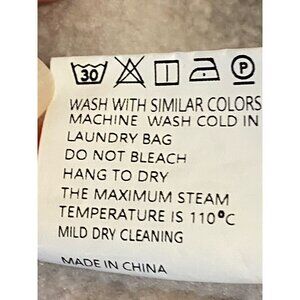 30 P
WASH WITH SIMILAR COLORS
MACHINE WASH COLD IN
LAUNDRY BAG
DO NOT BLEACH
HANG TO DRY
THE MAXIMUM STEAM
TEMPERATURE IS 110°C
MILD DRY CLEANING
MADE IN CHINA